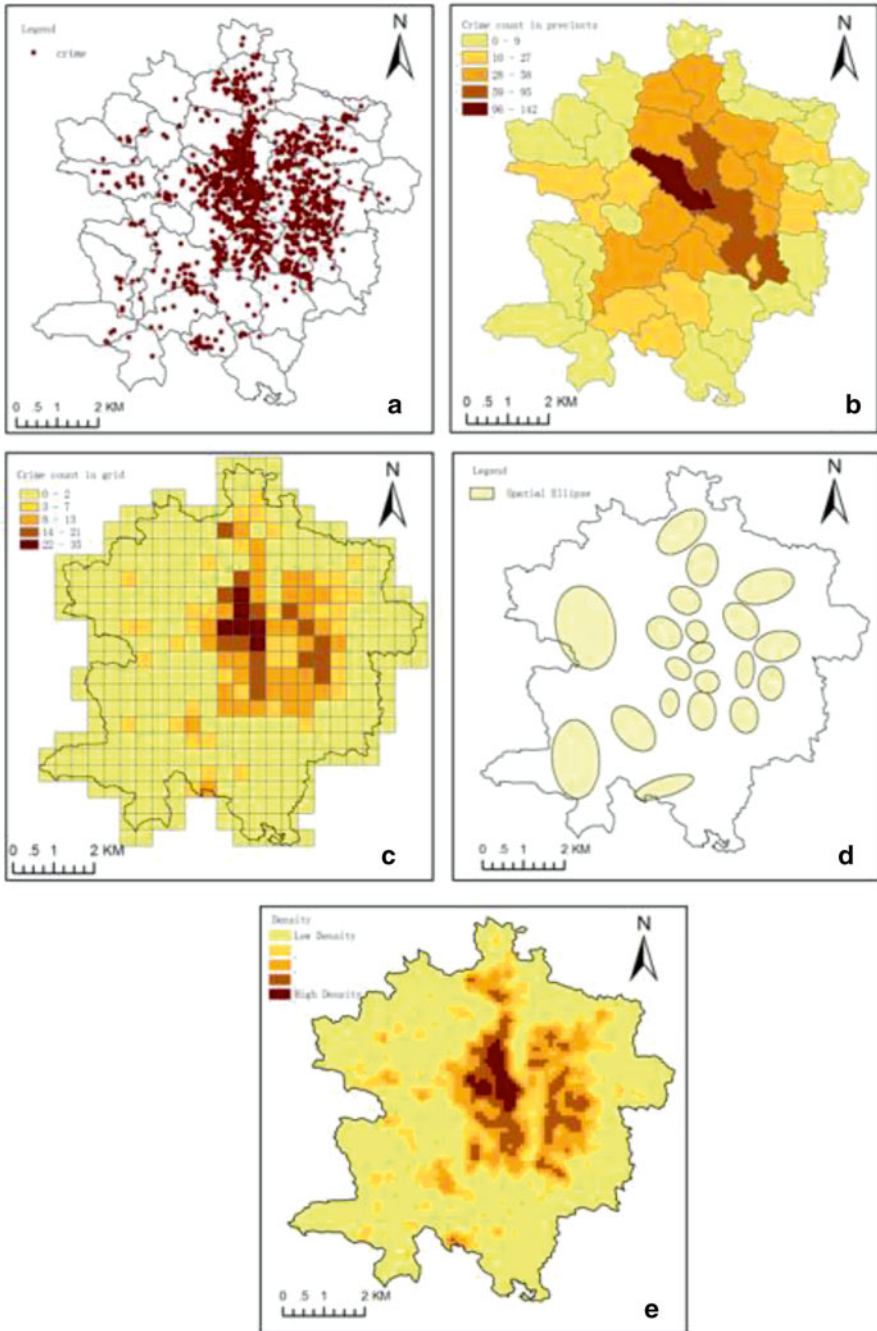 Legend
crime
N
0 .5 1 2 KM
a
Crime count in precincts
0 - 9
10 - 27
28 - 58
59 - 95
96 - 142
N
0 .5 1 2 KM
b
Crime count in grid
0 - 2
3 - 7
8 - 13
14 - 21
22 - 35
N
0 .5 1 2 KM
c
Legend
Spatial Ellipse
N
0 .5 1 2 KM
d
Density
Low Density
High Density
N
0 .5 1 2 KM
e